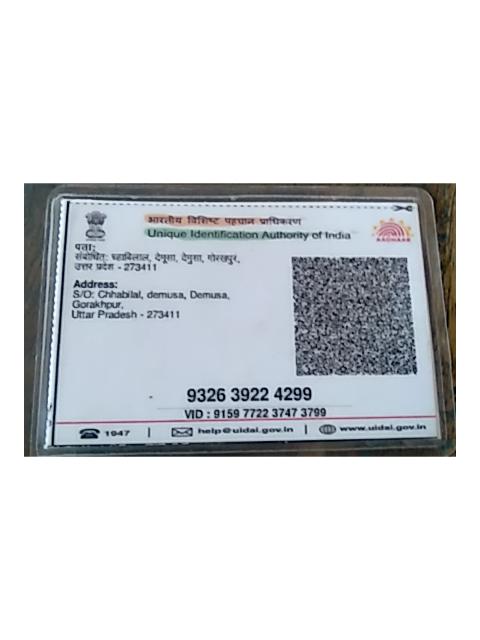 भारतीय विशिष्ट पहचान प्राधिकरण
Unique Identification Authority of India
AADHAAR
पता:
संबोधित: च्हाबिलाल, देमुसा, देमुसा, गोरखपुर,
उत्तर प्रदेश - 273411
Address:
S/O: Chhabilal, demusa, Demusa,
Gorakhpur,
Uttar Pradesh - 273411
9326 3922 4299
VID : 9159 7722 3747 3799
1947 | help@uidai.gov.in | www.uidai.gov.in